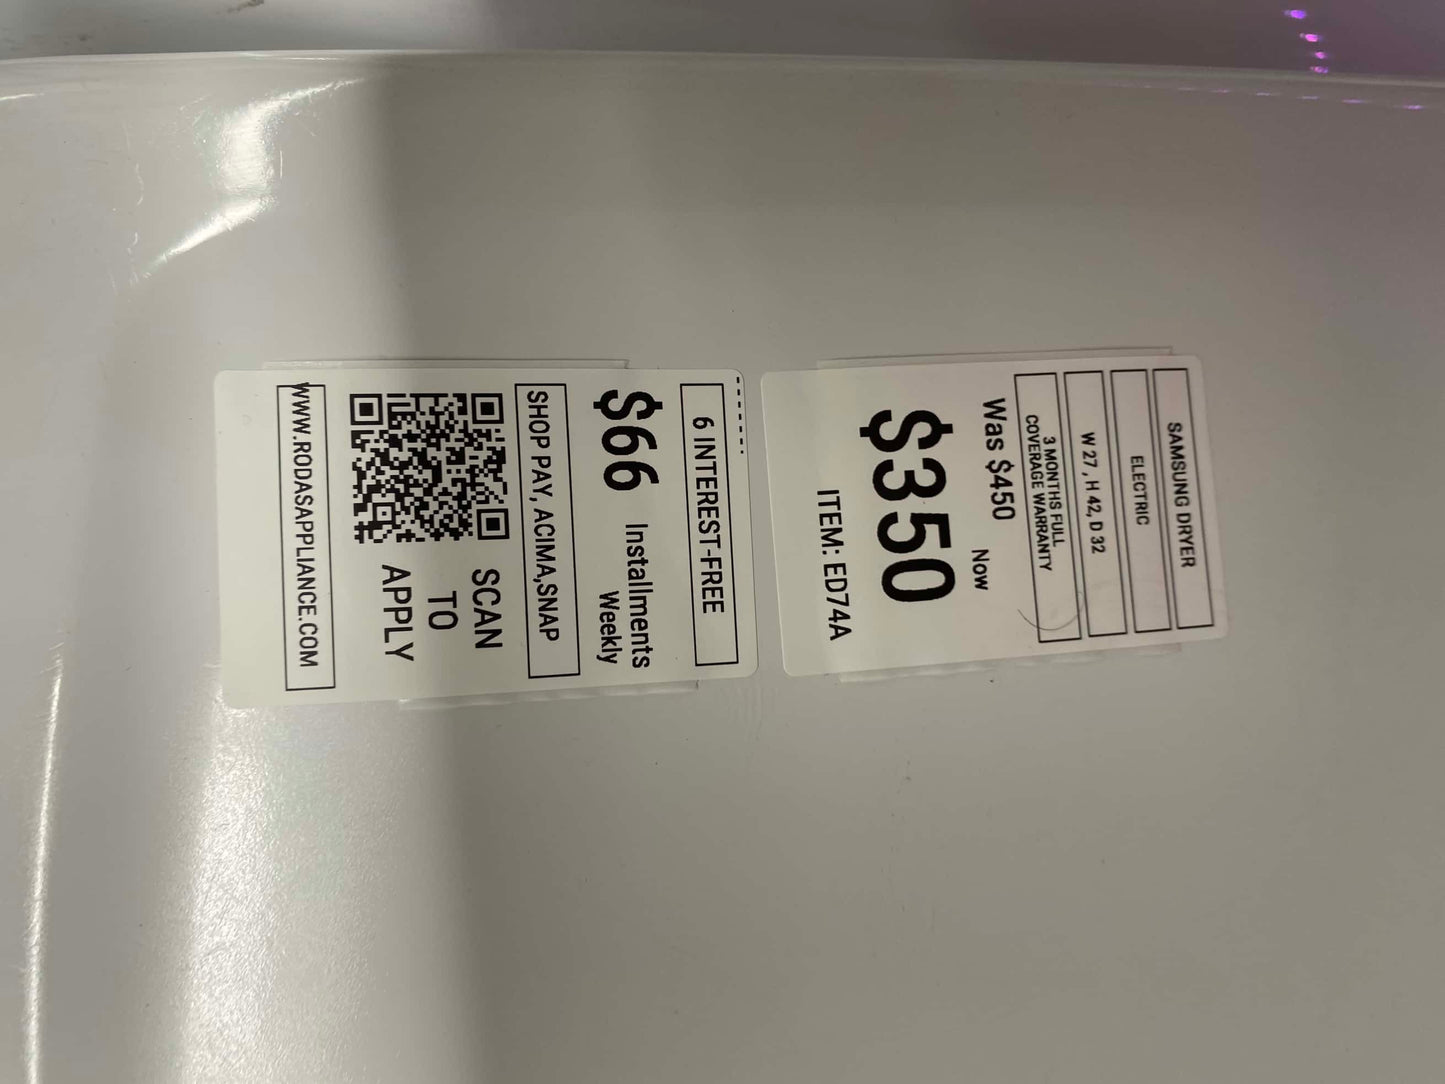 SAMSUNG DRYER
ELECTRIC
W 27 , H 42, D 32
3 MONTHS FULL
COVERAGE WARRANTY
Was $450
Now
$350
ITEM: ED74A
6 INTEREST-FREE
$66
Installments
Weekly
SHOP PAY, ACIMA,SNAP
SCAN
TO
APPLY
WWW.RODASAPPLIANCE.COM